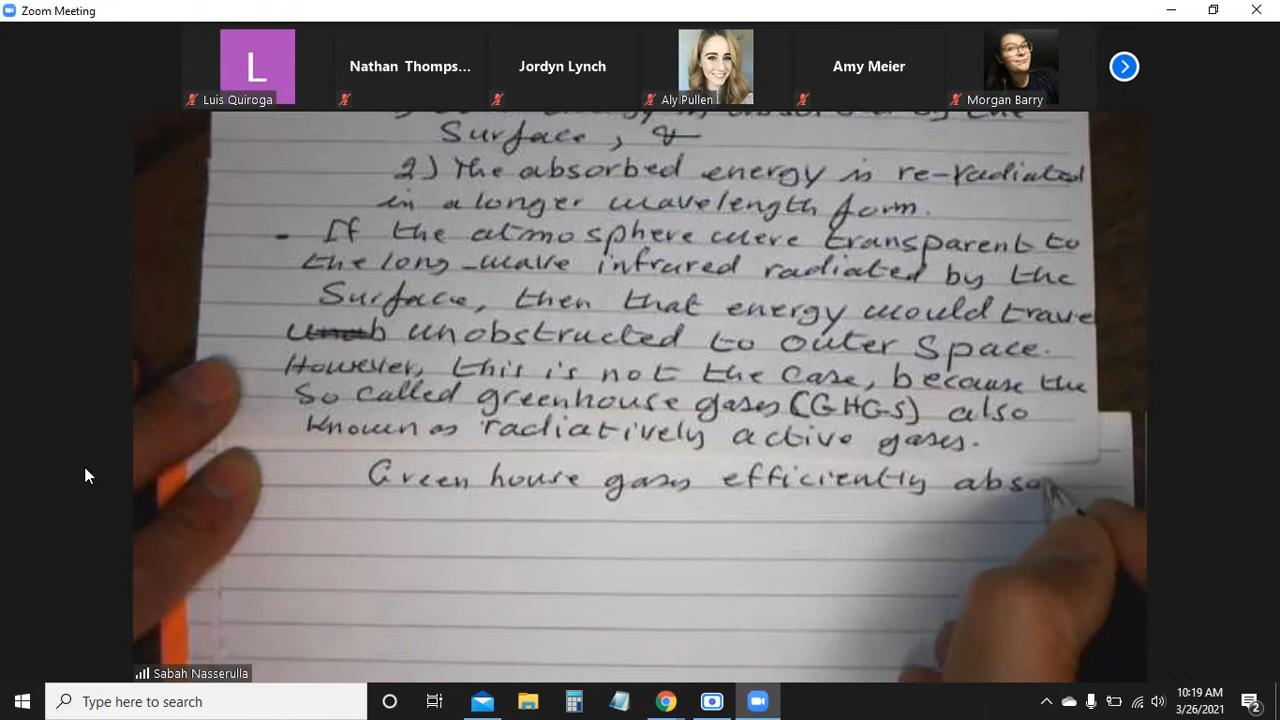 Zoom Meeting
L
Luis Quiroga
Nathan Thomps...
Jordyn Lynch
Aly Pullen
Amy Meier
Morgan Barry
the
Surface, &
2) The absorbed energy is re-radiated
in a longer wavelength form.
- If the atmosphere were transparent to
the long-wave infrared radiated by the
Surface, then that energy would trave
unobstructed to outer space.
However, this is not the case, because the
So called greenhouse gases (GHGs) also
known as radiatively active gases.
Green house gases efficiently abso
Sabah Nasserulla
Type here to search
10:19 AM
3/26/2021
2